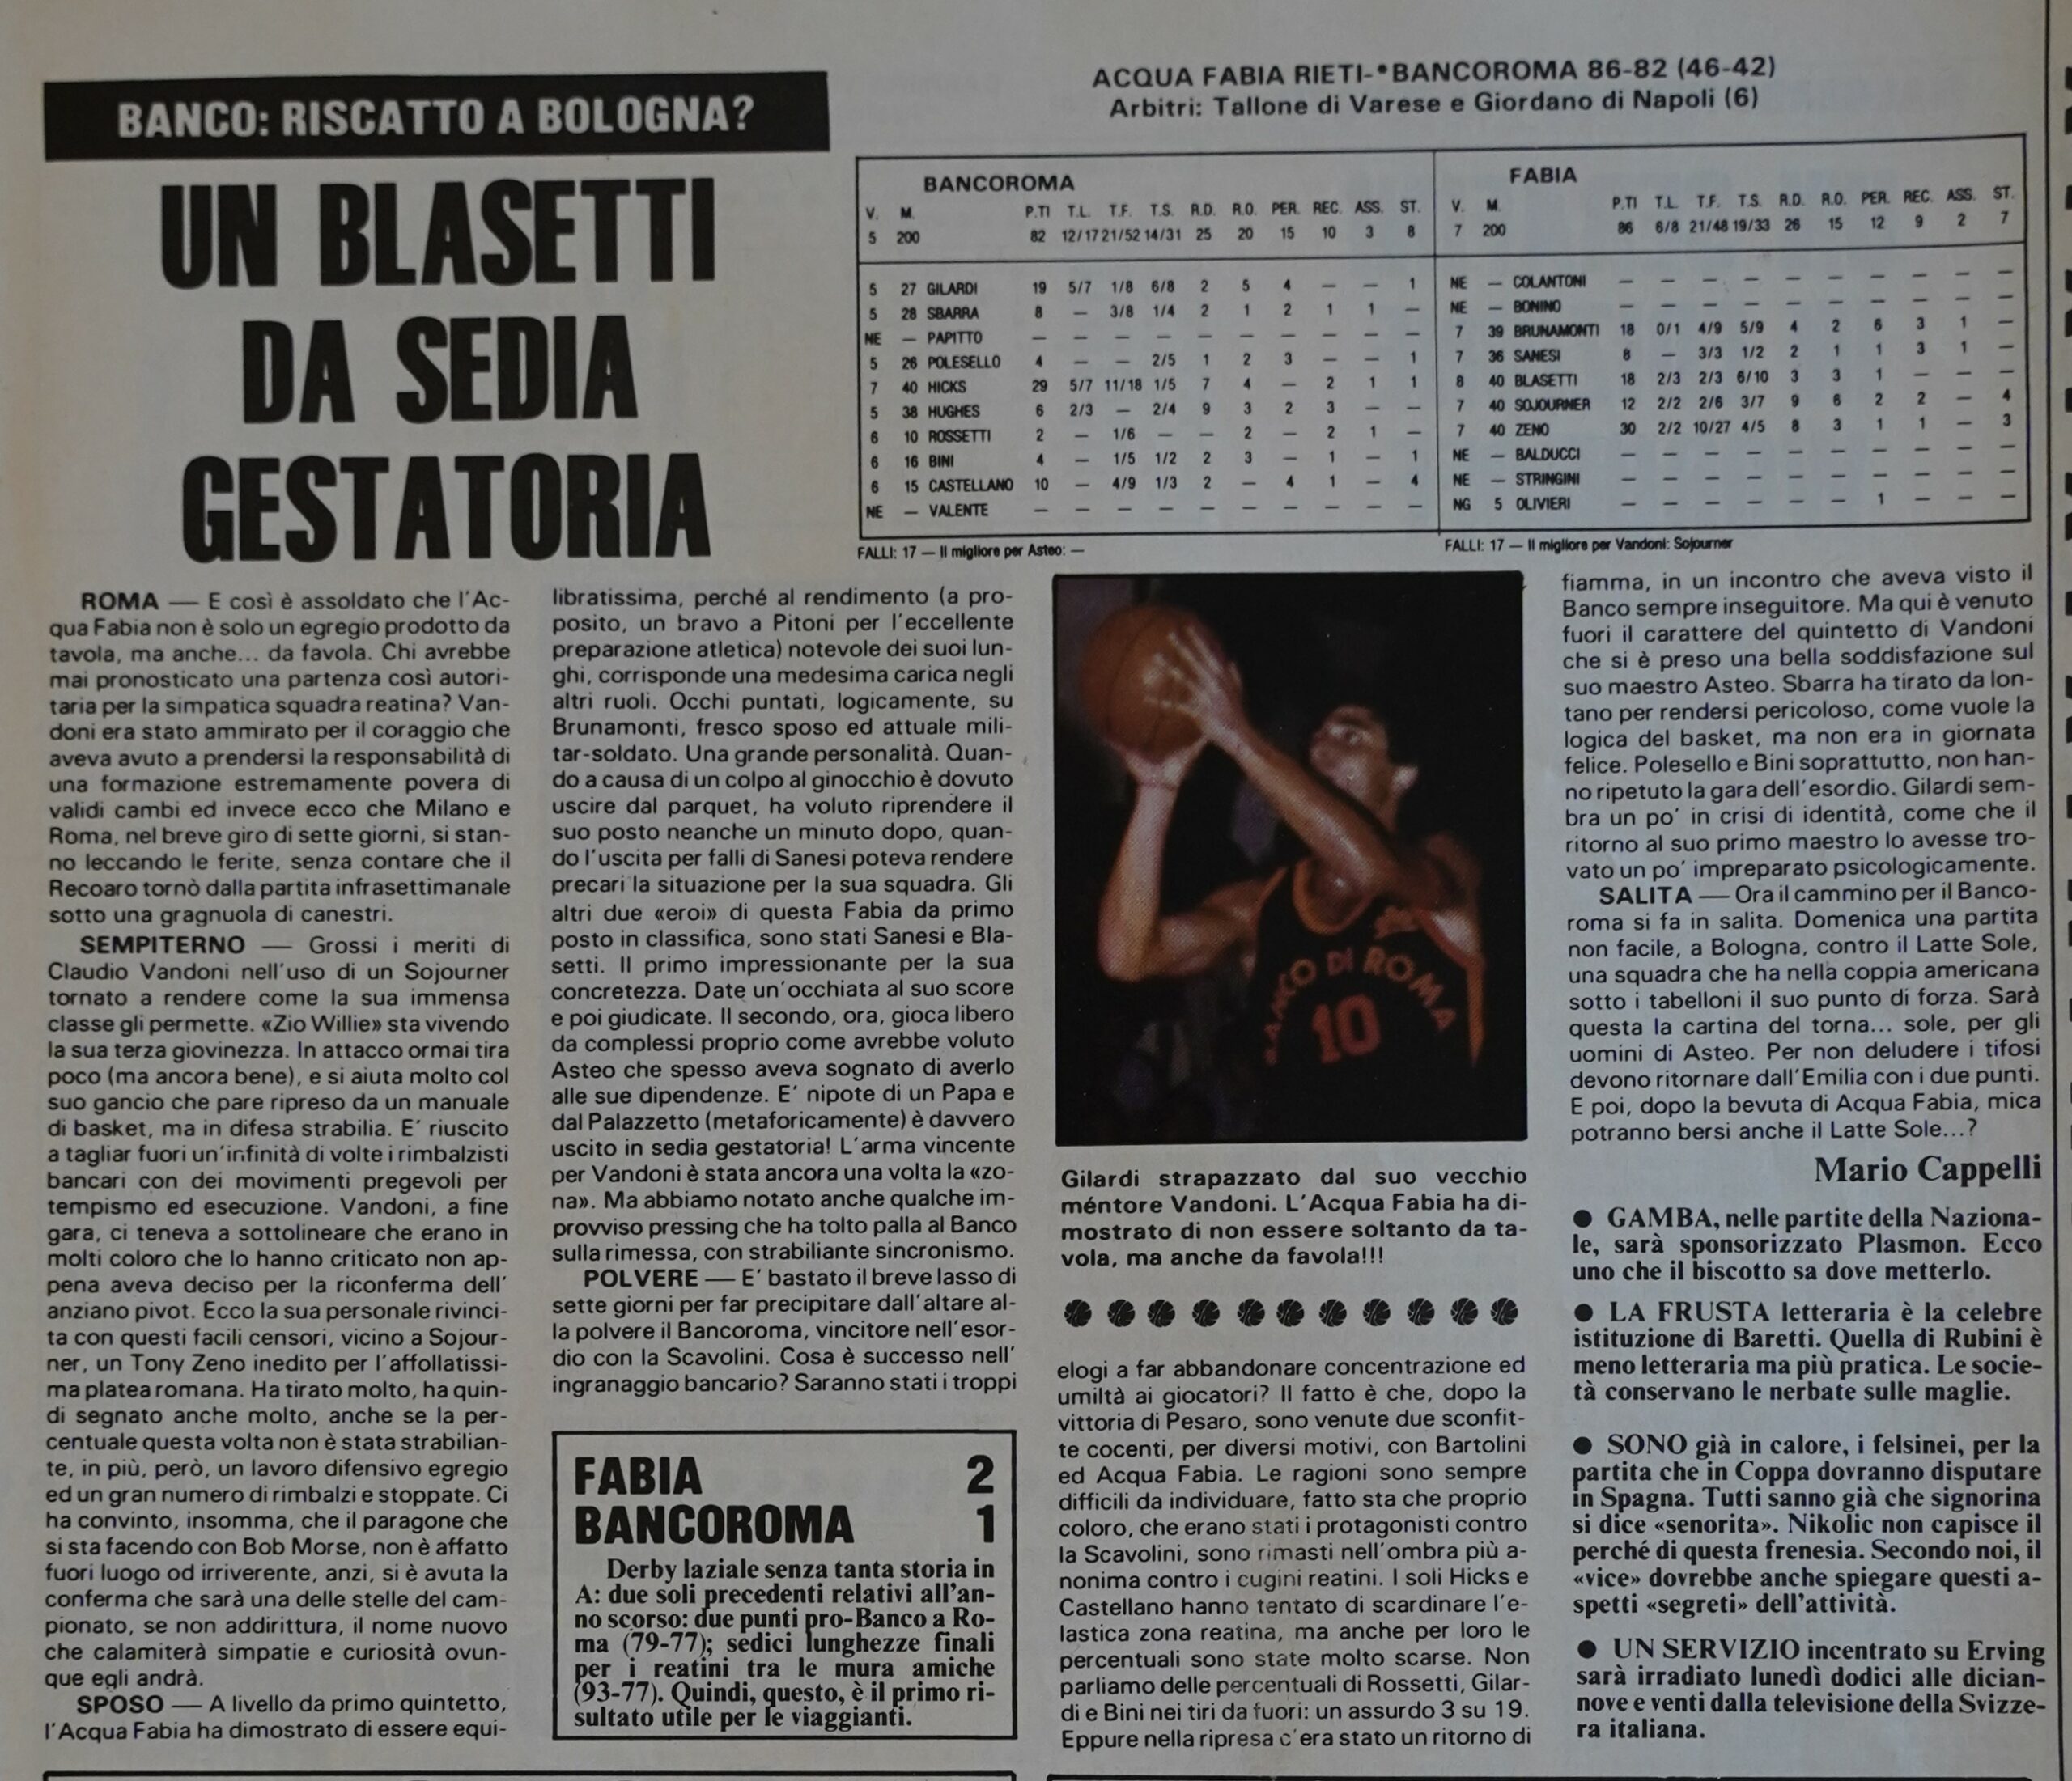 BANCO: RISCATTO A BOLOGNA?
UN BLASETTI
DA SEDIA
GESTATORIA
ACQUA FABIA RIETI-*BANCOROMA 86-82 (46-42)
Arbitri: Tallone di Varese e Giordano di Napoli (6)
BANCOROMA
V. M. P.TI T.L. T.F. T.S. R.D. R.O. PER. REC. ASS. ST.
5 200 82 12/17 21/52 14/31 25 20 15 10 3 8
5 27 GILARDI 19 5/7 1/8 6/8 2 5 4 — — 1
5 28 SBARRA 8 — 3/8 1/4 2 1 2 1 1 —
NE — PAPITTO — — — — — — — — — —
5 26 POLESELLO 4 — — 2/5 1 2 3 — — 1
7 40 HICKS 29 5/7 11/18 1/5 7 4 — 2 1 1
5 38 HUGHES 6 2/3 — 2/4 9 3 2 3 — —
6 10 ROSSETTI 2 — 1/6 — — 2 — 2 1 —
6 16 BINI 4 — 1/5 1/2 2 3 — 1 — 1
6 15 CASTELLANO 10 — 4/9 1/3 2 — 4 1 — 4
NE — VALENTE — — — — — — — — — —
FALLI: 17 — Il migliore per Asteo: —
FABIA
V. M. P.TI T.L. T.F. T.S. R.D. R.O. PER. REC. ASS. ST.
7 200 86 6/8 21/48 19/33 26 15 12 9 2 7
NE — COLANTONI — — — — — — — — — —
NE — BONINO — — — — — — — — — —
7 39 BRUNAMONTI 18 0/1 4/9 5/9 4 2 6 3 1 —
7 36 SANESI 8 — 3/3 1/2 2 1 1 3 1 —
8 40 BLASETTI 18 2/3 2/3 6/10 3 3 1 — — —
7 40 SOJOURNER 12 2/2 2/6 3/7 9 6 2 2 — 4
7 40 ZENO 30 2/2 10/27 4/5 8 3 1 1 — 3
NE — BALDUCCI — — — — — — — — — —
NE — STRINGINI — — — — — — — — — —
NG 5 OLIVIERI — — — — — — 1 — — —
FALLI: 17 — Il migliore per Vandoni: Sojourner
ROMA — E così è assoldato che l'Ac-
qua Fabia non è solo un egregio prodotto da
tavola, ma anche... da favola. Chi avrebbe
mai pronosticato una partenza così autori-
taria per la simpatica squadra reatina? Van-
doni era stato ammirato per il coraggio che
aveva avuto a prendersi la responsabilità di
una formazione estremamente povera di
validi cambi ed invece ecco che Milano e
Roma, nel breve giro di sette giorni, si stan-
no leccando le ferite, senza contare che il
Recoaro tornò dalla partita infrasettimanale
sotto una gragnuola di canestri.
SEMPITERNO — Grossi i meriti di
Claudio Vandoni nell'uso di un Sojourner
tornato a rendere come la sua immensa
classe gli permette. «Zio Willie» sta vivendo
la sua terza giovinezza. In attacco ormai tira
poco (ma ancora bene), e si aiuta molto col
suo gancio che pare ripreso da un manuale
di basket, ma in difesa strabilia. E' riuscito
a tagliar fuori un'infinità di volte i rimbalzisti
bancari con dei movimenti pregevoli per
tempismo ed esecuzione. Vandoni, a fine
gara, ci teneva a sottolineare che erano in
molti coloro che lo hanno criticato non ap-
pena aveva deciso per la riconferma dell'
anziano pivot. Ecco la sua personale rivinci-
ta con questi facili censori, vicino a Sojour-
ner, un Tony Zeno inedito per l'affollatissi-
ma platea romana. Ha tirato molto, ha quin-
di segnato anche molto, anche se la per-
centuale questa volta non è stata strabilian-
te, in più, però, un lavoro difensivo egregio
ed un gran numero di rimbalzi e stoppate. Ci
ha convinto, insomma, che il paragone che
si sta facendo con Bob Morse, non è affatto
fuori luogo od irriverente, anzi, si è avuta la
conferma che sarà una delle stelle del cam-
pionato, se non addirittura, il nome nuovo
che calamiterà simpatie e curiosità ovun-
que egli andrà.
SPOSO — A livello da primo quintetto,
l'Acqua Fabia ha dimostrato di essere equi-
libratissima, perché al rendimento (a pro-
posito, un bravo a Pitoni per l'eccellente
preparazione atletica) notevole dei suoi lun-
ghi, corrisponde una medesima carica negli
altri ruoli. Occhi puntati, logicamente, su
Brunamonti, fresco sposo ed attuale mili-
tar-soldato. Una grande personalità. Quan-
do a causa di un colpo al ginocchio è dovuto
uscire dal parquet, ha voluto riprendere il
suo posto neanche un minuto dopo, quan-
do l'uscita per falli di Sanesi poteva rendere
precari la situazione per la sua squadra. Gli
altri due «eroi» di questa Fabia da primo
posto in classifica, sono stati Sanesi e Bla-
setti. Il primo impressionante per la sua
concretezza. Date un'occhiata al suo score
e poi giudicate. Il secondo, ora, gioca libero
da complessi proprio come avrebbe voluto
Asteo che spesso aveva sognato di averlo
alle sue dipendenze. E' nipote di un Papa e
dal Palazzetto (metaforicamente) è davvero
uscito in sedia gestatoria! L'arma vincente
per Vandoni è stata ancora una volta la «zo-
na». Ma abbiamo notato anche qualche im-
provviso pressing che ha tolto palla al Banco
sulla rimessa, con strabiliante sincronismo.
POLVERE — E' bastato il breve lasso di
sette giorni per far precipitare dall'altare al-
la polvere il Bancoroma, vincitore nell'esor-
dio con la Scavolini. Cosa è successo nell'
ingranaggio bancario? Saranno stati i troppi
FABIA 2
BANCOROMA 1
Derby laziale senza tanta storia in
A: due soli precedenti relativi all'an-
no scorso: due punti pro-Banco a Ro-
ma (79-77); sedici lunghezze finali
per i reatini tra le mura amiche
(93-77). Quindi, questo, è il primo ri-
sultato utile per le viaggianti.
BANCO DI ROMA
10
Gilardi strapazzato dal suo vecchio
méntore Vandoni. L'Acqua Fabia ha di-
mostrato di non essere soltanto da ta-
vola, ma anche da favola!!!
elogi a far abbandonare concentrazione ed
umiltà ai giocatori? Il fatto è che, dopo la
vittoria di Pesaro, sono venute due sconfit-
te cocenti, per diversi motivi, con Bartolini
ed Acqua Fabia. Le ragioni sono sempre
difficili da individuare, fatto sta che proprio
coloro, che erano stati i protagonisti contro
la Scavolini, sono rimasti nell'ombra più a-
nonima contro i cugini reatini. I soli Hicks e
Castellano hanno tentato di scardinare l'e-
lastica zona reatina, ma anche per loro le
percentuali sono state molto scarse. Non
parliamo delle percentuali di Rossetti, Gilar-
di e Bini nei tiri da fuori: un assurdo 3 su 19.
Eppure nella ripresa c'era stato un ritorno di
fiamma, in un incontro che aveva visto il
Banco sempre inseguitore. Ma qui è venuto
fuori il carattere del quintetto di Vandoni
che si è preso una bella soddisfazione sul
suo maestro Asteo. Sbarra ha tirato da lon-
tano per rendersi pericoloso, come vuole la
logica del basket, ma non era in giornata
felice. Polesello e Bini soprattutto, non han-
no ripetuto la gara dell'esordio. Gilardi sem-
bra un po' in crisi di identità, come che il
ritorno al suo primo maestro lo avesse tro-
vato un po' impreparato psicologicamente.
SALITA — Ora il cammino per il Banco-
roma si fa in salita. Domenica una partita
non facile, a Bologna, contro il Latte Sole,
una squadra che ha nella coppia americana
sotto i tabelloni il suo punto di forza. Sarà
questa la cartina del torna... sole, per gli
uomini di Asteo. Per non deludere i tifosi
devono ritornare dall'Emilia con i due punti.
E poi, dopo la bevuta di Acqua Fabia, mica
potranno bersi anche il Latte Sole...?
Mario Cappelli
● GAMBA, nelle partite della Naziona-
le, sarà sponsorizzato Plasmon. Ecco
uno che il biscotto sa dove metterlo.
● LA FRUSTA letteraria è la celebre
istituzione di Baretti. Quella di Rubini è
meno letteraria ma più pratica. Le socie-
tà conservano le nerbate sulle maglie.
● SONO già in calore, i felsinei, per la
partita che in Coppa dovranno disputare
in Spagna. Tutti sanno già che signorina
si dice «senorita». Nikolic non capisce il
perché di questa frenesia. Secondo noi, il
«vice» dovrebbe anche spiegare questi a-
spetti «segreti» dell'attività.
● UN SERVIZIO incentrato su Erving
sarà irradiato lunedì dodici alle dician-
nove e venti dalla televisione della Svizze-
ra italiana.